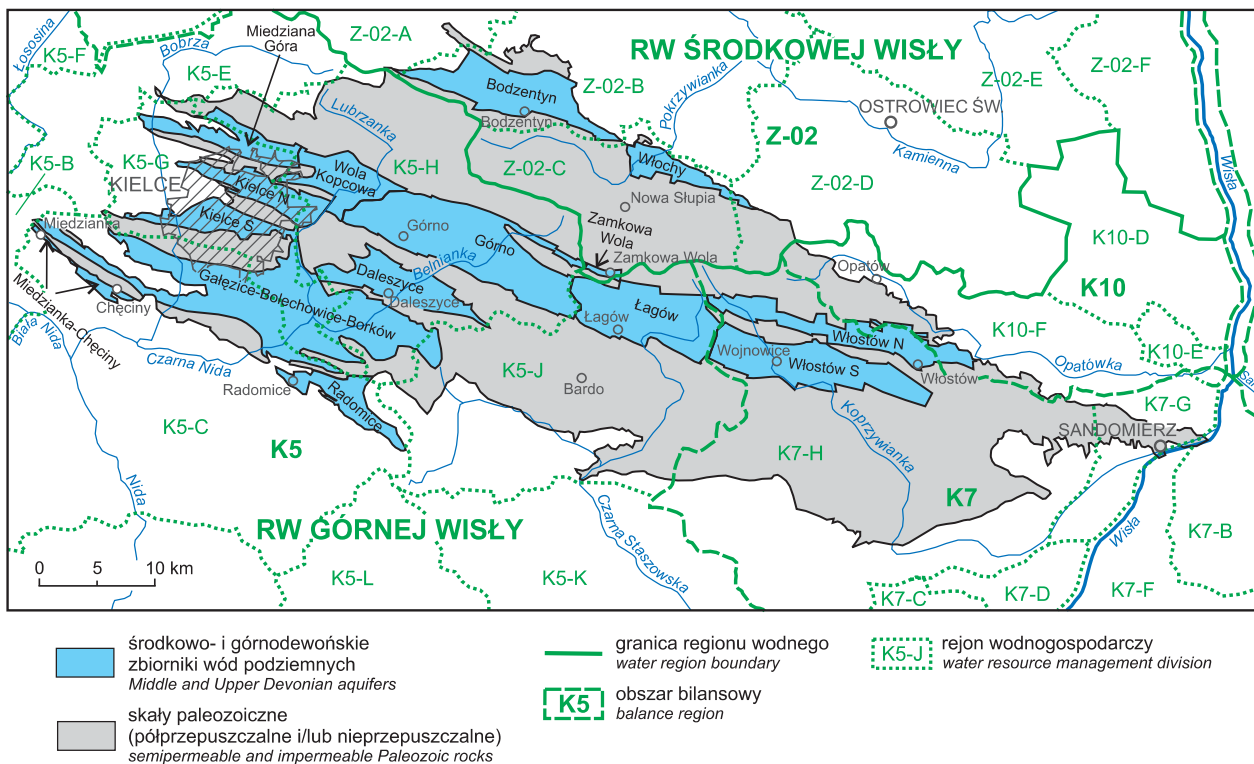 Łososina
K5-F
Bobrza
K5-E
Miedziana
Góra
Z-02-A
RW ŚRODKOWEJ WISŁY
Z-02-B
Pokrzywianka
Z-02-E
Z-02-F
Bodzentyn
Bodzentyn
OSTROWIEC ŚW.
Kamienna
Z-02
Wisła
Lubrzanka
K5-B
K5-G
KIELCE
Wola
Kopcowa
K5-H
Z-02-C
Włochy
Z-02-D
Kielce N
Kielce S
Nowa Słupia
Zamkowa
Wola
Zamkowa Wola
Miedzianka
Górno
Górno
Belnianka
K10-D
Opatów
K10
Daleszyce
Daleszyce
Gałęzice-Bolechowice-Borków
Chęciny
Miedzianka-Chęciny
Łagów
Łagów
Włostów N
K10-F
K10-E
Opatówka
San
Biała Nida
Czarna Nida
Wojnowice
Włostów S
Włostów
Radomice
Radomice
K5-J
Bardo
K7-G
K5-C
K5
Koprzywianka
SANDOMIERZ
K7-H
K7
Nida
RW GÓRNEJ WISŁY
Czarna Staszowska
Wisła
K7-B
0 5 10 km
K5-L
K5-K
K7-C
K7-D
K7-F
środkowo- i górnodewońskie
zbiorniki wód podziemnych
Middle and Upper Devonian aquifers
skały paleozoiczne
(półprzepuszczalne i/lub nieprzepuszczalne)
semipermeable and impermeable Paleozoic rocks
granica regionu wodnego
water region boundary
K5
obszar bilansowy
balance region
K5-J
rejon wodnogospodarczy
water resource management division